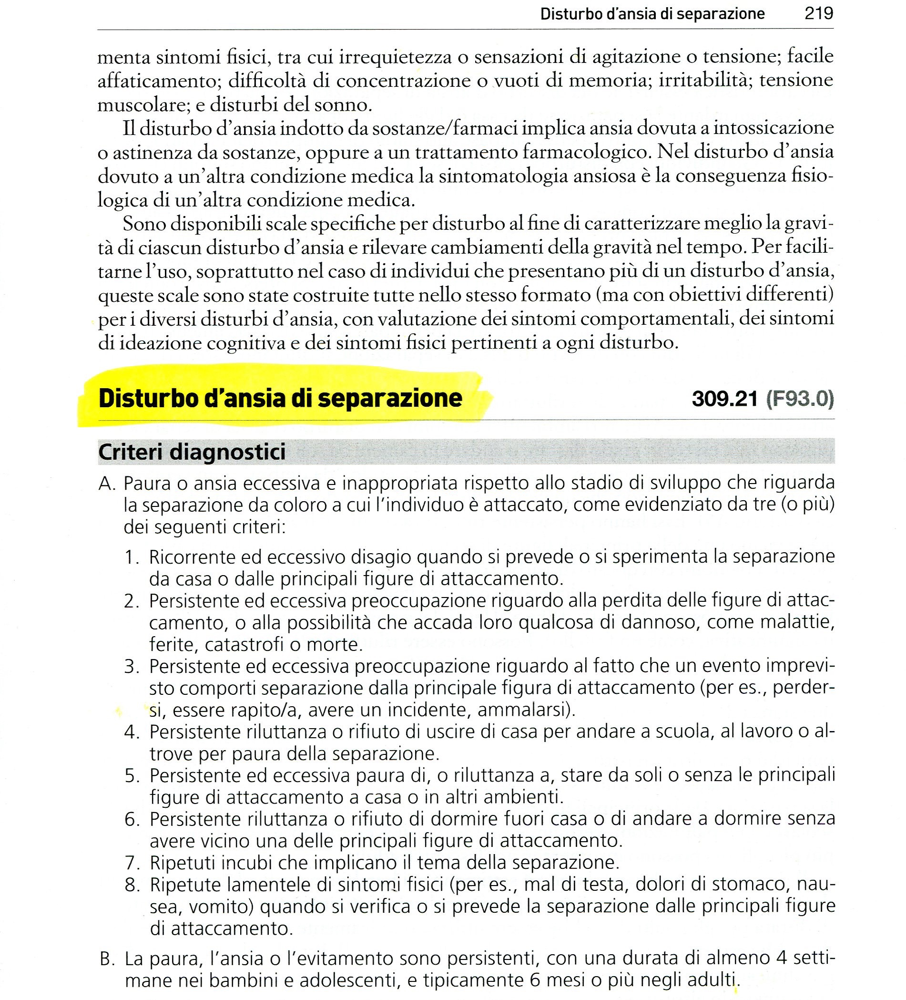 Disturbo d'ansia di separazione 219
menta sintomi fisici, tra cui irrequietezza o sensazioni di agitazione o tensione; facile
affaticamento; difficoltà di concentrazione o vuoti di memoria; irritabilità; tensione
muscolare; e disturbi del sonno.
Il disturbo d'ansia indotto da sostanze/farmaci implica ansia dovuta a intossicazione
o astinenza da sostanze, oppure a un trattamento farmacologico. Nel disturbo d'ansia
dovuto a un'altra condizione medica la sintomatologia ansiosa è la conseguenza fisio-
logica di un'altra condizione medica.
Sono disponibili scale specifiche per disturbo al fine di caratterizzare meglio la gravi-
tà di ciascun disturbo d'ansia e rilevare cambiamenti della gravità nel tempo. Per facili-
tarne l'uso, soprattutto nel caso di individui che presentano più di un disturbo d'ansia,
queste scale sono state costruite tutte nello stesso formato (ma con obiettivi differenti)
per i diversi disturbi d'ansia, con valutazione dei sintomi comportamentali, dei sintomi
di ideazione cognitiva e dei sintomi fisici pertinenti a ogni disturbo.
Disturbo d'ansia di separazione 309.21 (F93.0)
Criteri diagnostici
A. Paura o ansia eccessiva e inappropriata rispetto allo stadio di sviluppo che riguarda
la separazione da coloro a cui l'individuo è attaccato, come evidenziato da tre (o più)
dei seguenti criteri:
1. Ricorrente ed eccessivo disagio quando si prevede o si sperimenta la separazione
da casa o dalle principali figure di attaccamento.
2. Persistente ed eccessiva preoccupazione riguardo alla perdita delle figure di attac-
camento, o alla possibilità che accada loro qualcosa di dannoso, come malattie,
ferite, catastrofi o morte.
3. Persistente ed eccessiva preoccupazione riguardo al fatto che un evento imprevi-
sto comporti separazione dalla principale figura di attaccamento (per es., perder-
si, essere rapito/a, avere un incidente, ammalarsi).
4. Persistente riluttanza o rifiuto di uscire di casa per andare a scuola, al lavoro o al-
trove per paura della separazione.
5. Persistente ed eccessiva paura di, o riluttanza a, stare da soli o senza le principali
figure di attaccamento a casa o in altri ambienti.
6. Persistente riluttanza o rifiuto di dormire fuori casa o di andare a dormire senza
avere vicino una delle principali figure di attaccamento.
7. Ripetuti incubi che implicano il tema della separazione.
8. Ripetute lamentele di sintomi fisici (per es., mal di testa, dolori di stomaco, nau-
sea, vomito) quando si verifica o si prevede la separazione dalle principali figure
di attaccamento.
B. La paura, l'ansia o l'evitamento sono persistenti, con una durata di almeno 4 setti-
mane nei bambini e adolescenti, e tipicamente 6 mesi o più negli adulti.